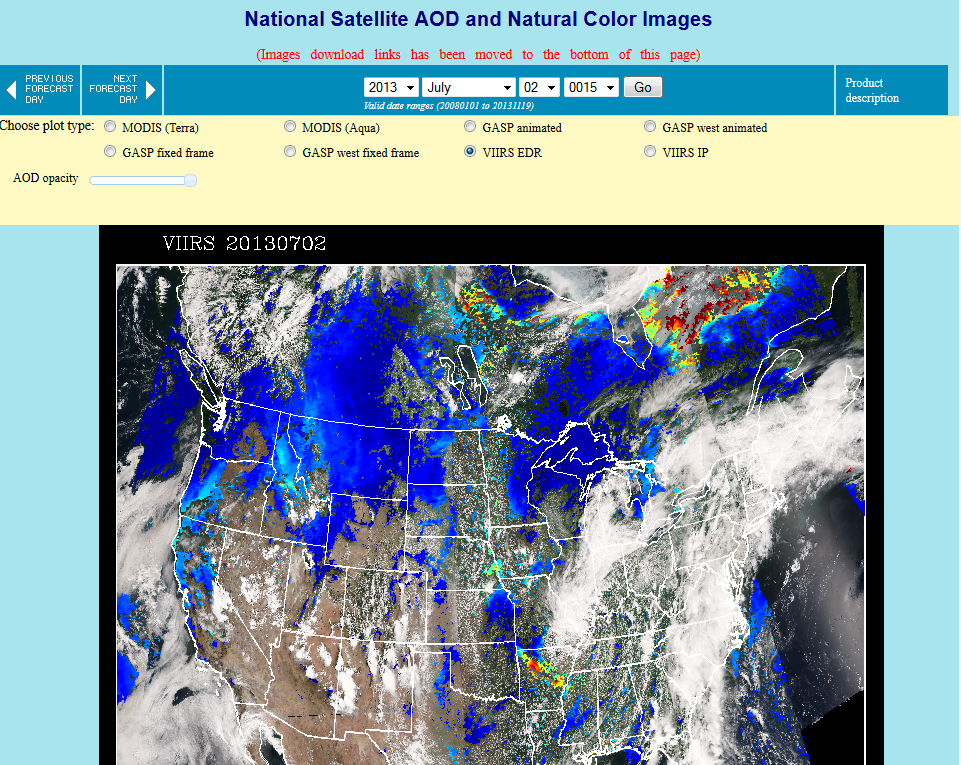 National Satellite AOD and Natural Color Images
(Images download links has been moved to the bottom of this page)
PREVIOUS
FORECAST
DAY
NEXT
FORECAST
DAY
2013 July 02 0015 Go
Valid date ranges (20080101 to 20131119)
Product
description
Choose plot type: MODIS (Terra) MODIS (Aqua) GASP animated GASP west animated
GASP fixed frame GASP west fixed frame VIIRS EDR VIIRS IP
AOD opacity
VIIRS 20130702